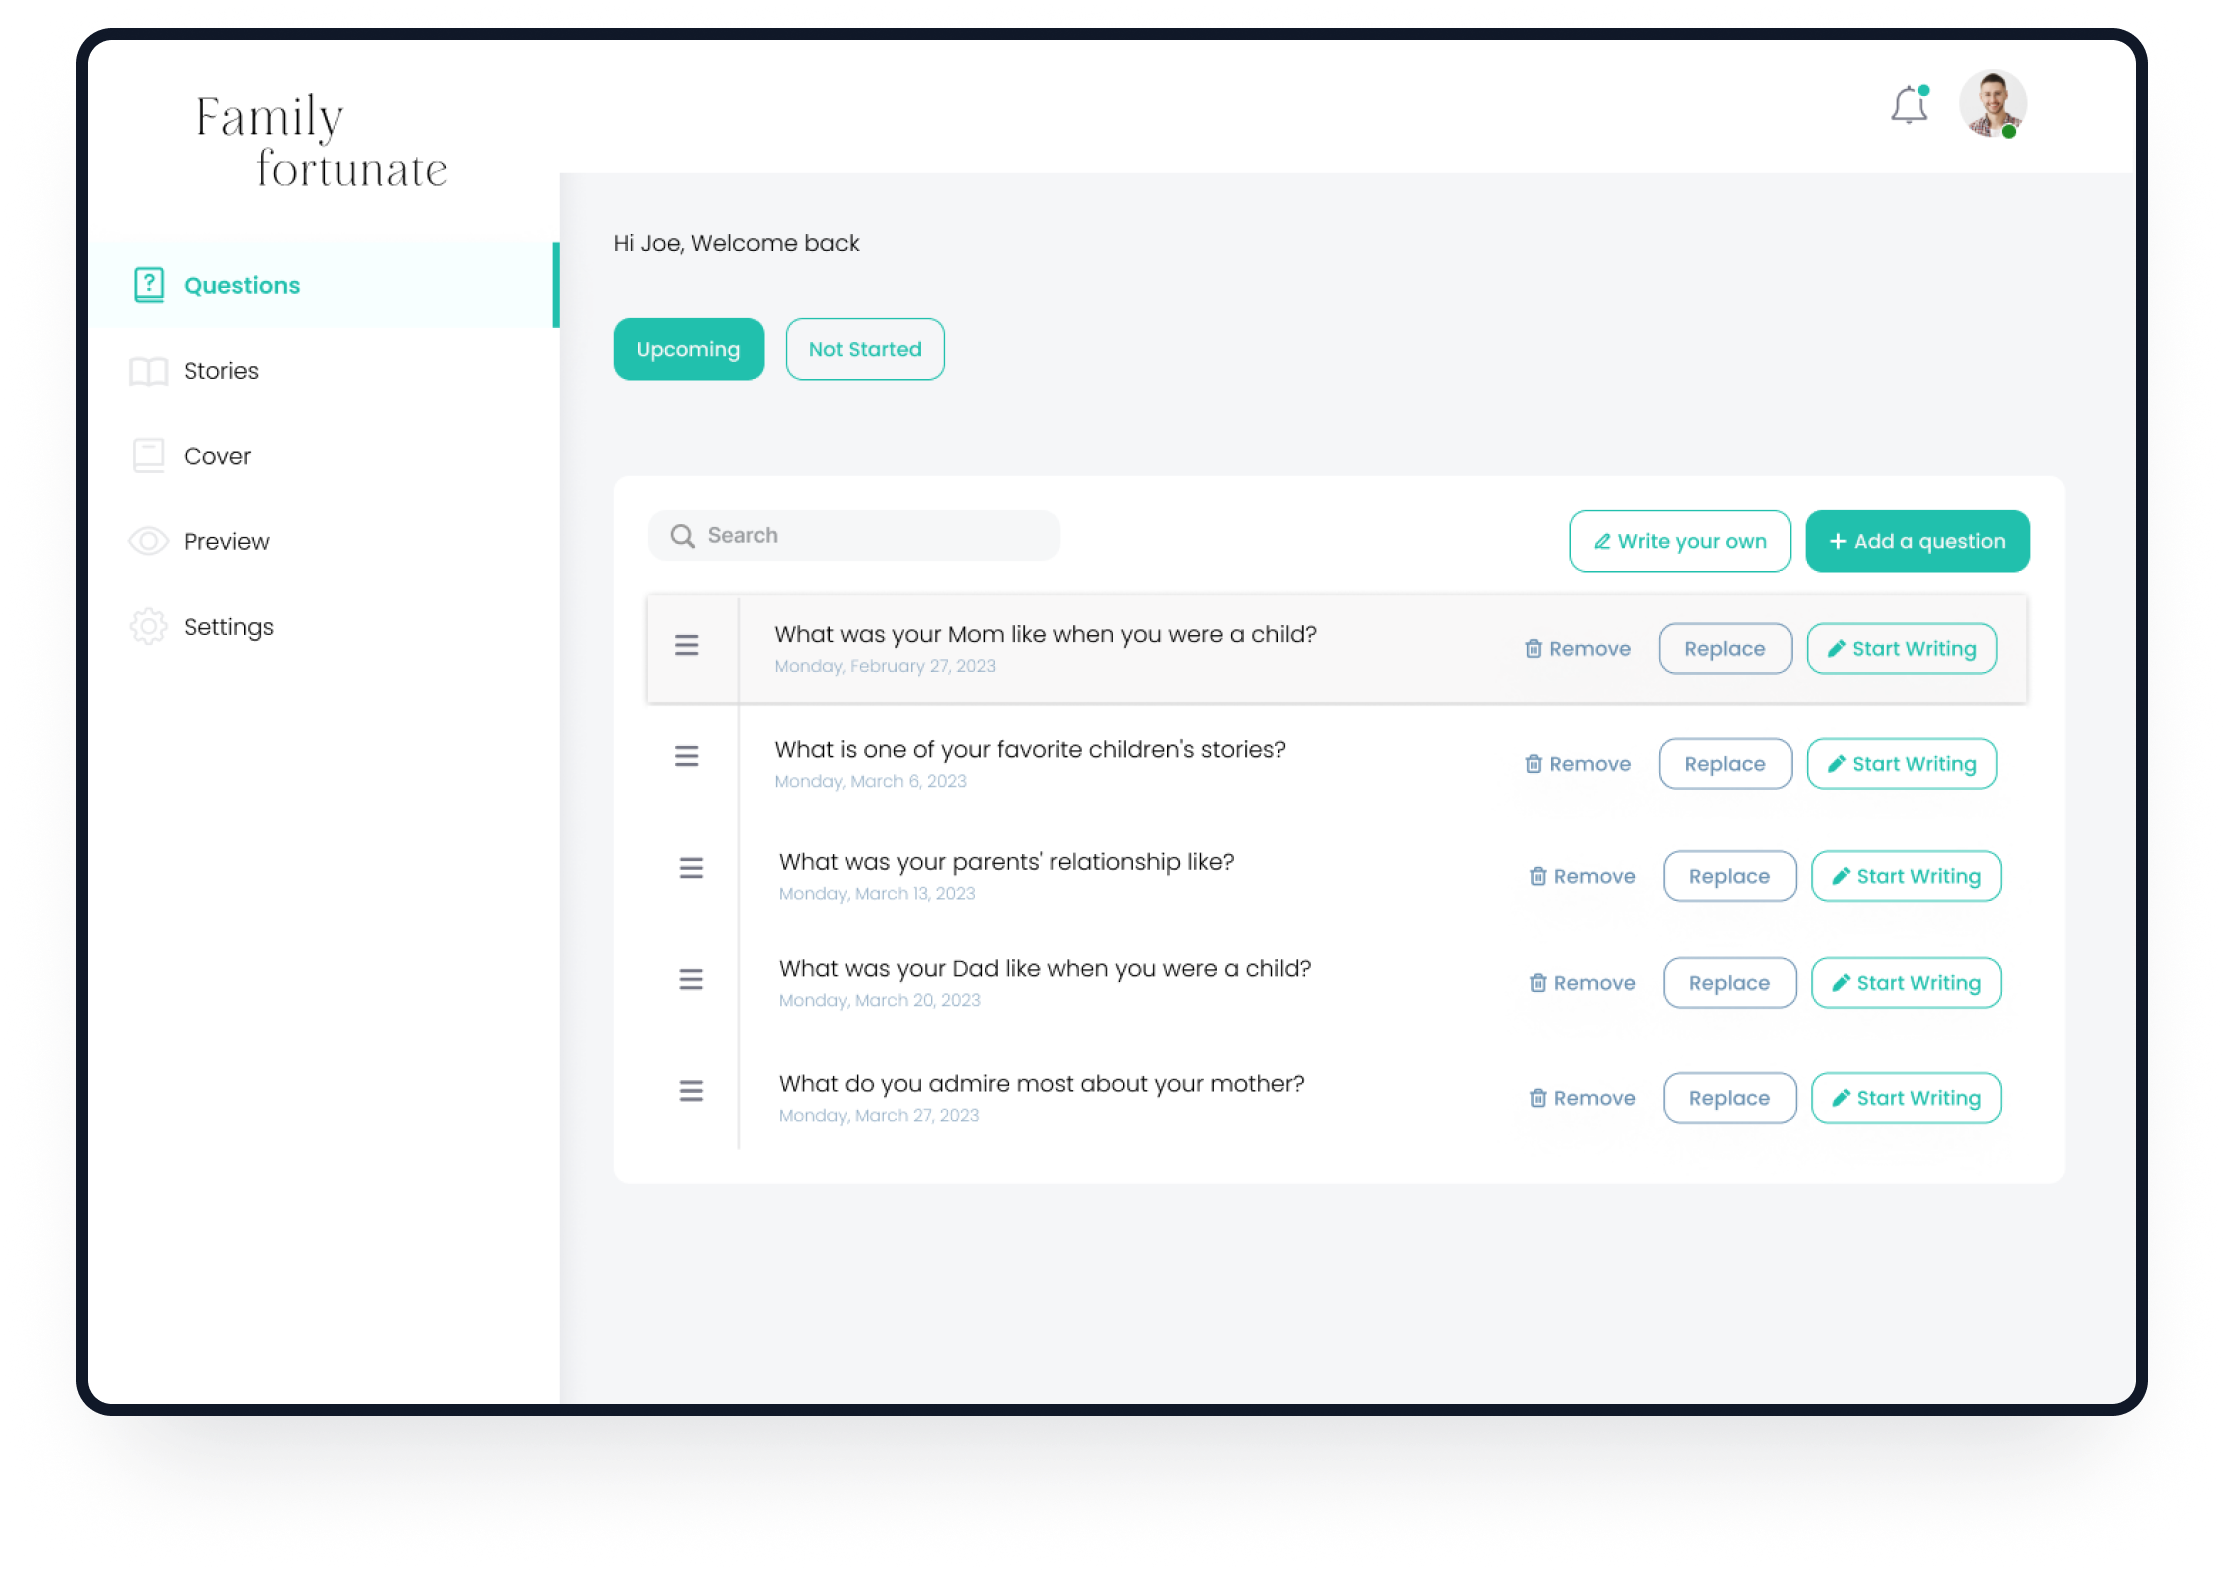 Family
fortunate
Questions
Stories
Cover
Preview
Settings
Hi Joe, Welcome back
Upcoming
Not Started
Search
Write your own
+ Add a question
What was your Mom like when you were a child?
Monday, February 27, 2023
Remove
Replace
Start Writing
What is one of your favorite children's stories?
Monday, March 6, 2023
Remove
Replace
Start Writing
What was your parents' relationship like?
Monday, March 13, 2023
Remove
Replace
Start Writing
What was your Dad like when you were a child?
Monday, March 20, 2023
Remove
Replace
Start Writing
What do you admire most about your mother?
Monday, March 27, 2023
Remove
Replace
Start Writing